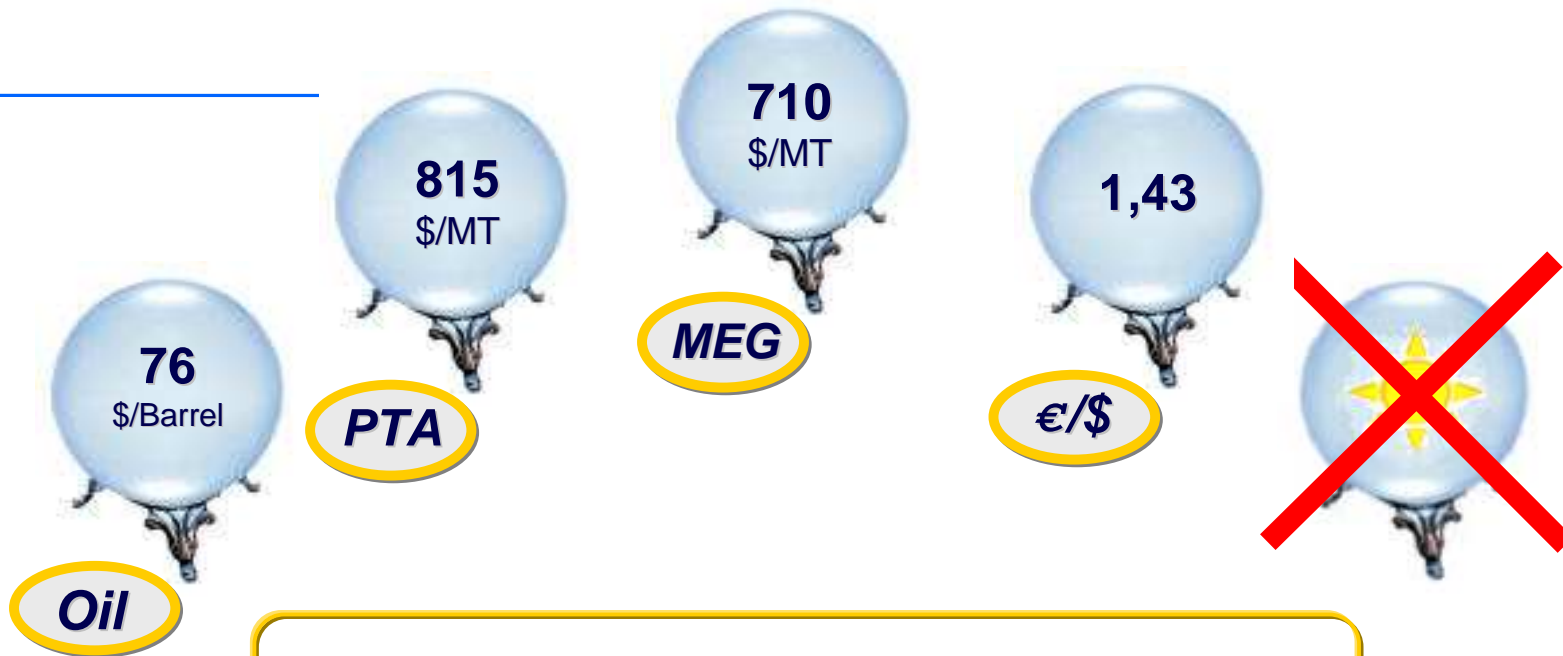 76
$/Barrel
Oil
815
$/MT
PTA
710
$/MT
MEG
1,43
€/$